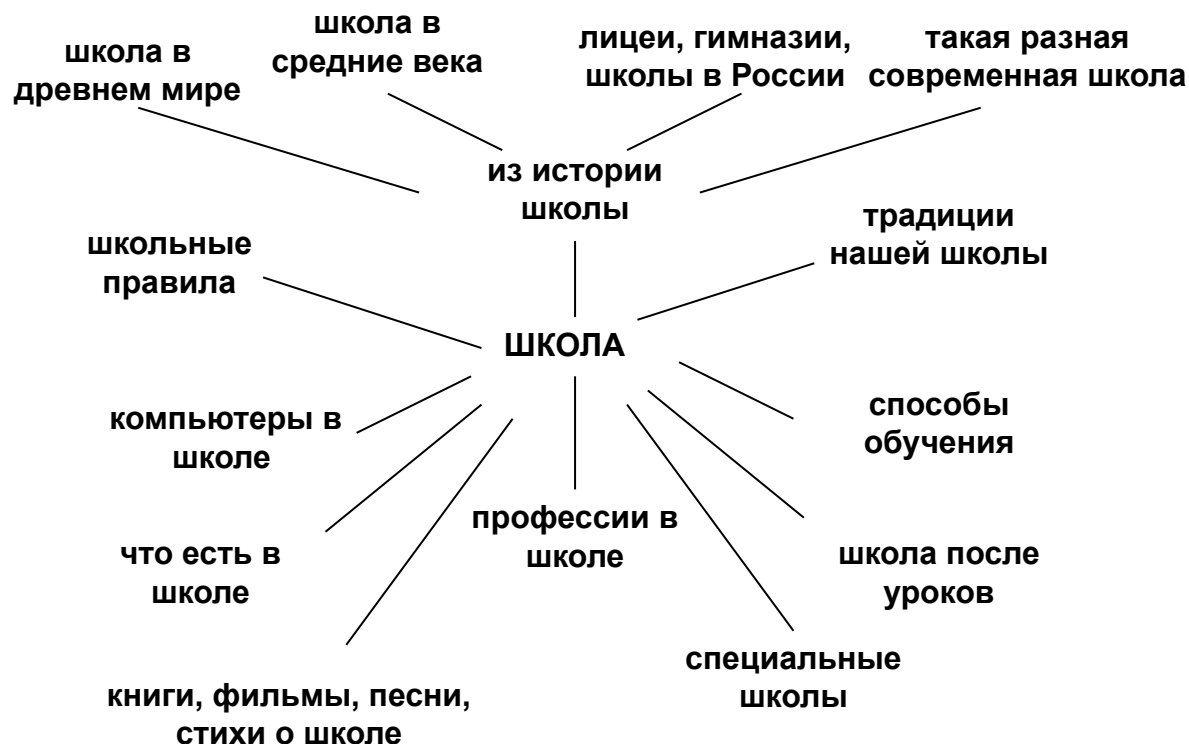 школа в
древнем мире
школа в
средние века
лицеи, гимназии,
школы в России
такая разная
современная школа
из истории
школы
школьные
правила
традиции
нашей школы
ШКОЛА
компьютеры в
школе
способы
обучения
что есть в
школе
профессии в
школе
школа после
уроков
книги, фильмы, песни,
стихи о школе
специальные
школы